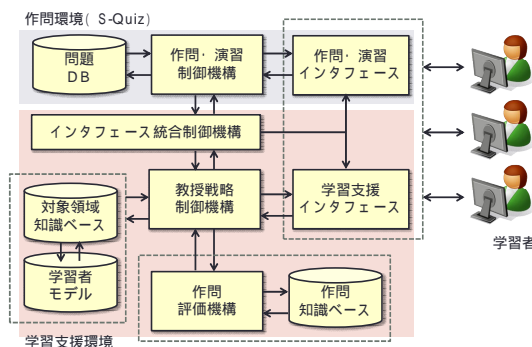 作問環境( S-Quiz)
問題
DB
作問・演習
制御機構
作問・演習
インタフェース
インタフェース統合制御機構
対象領域
知識ベース
教授戦略
制御機構
学習支援
インタフェース
学習者
学習者
モデル
作問
評価機構
作問
知識ベース
学習支援環境